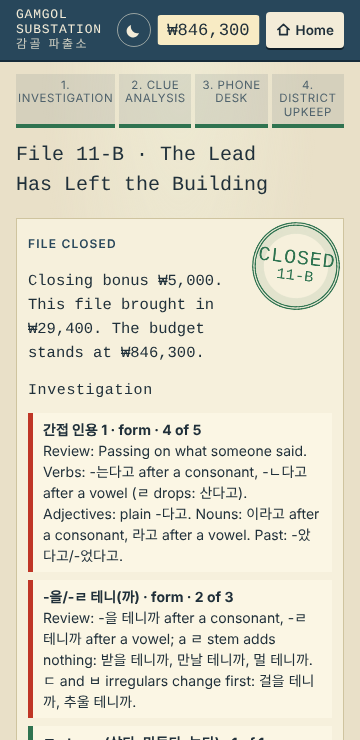 GAMGOL
SUBSTATION
감골 파출소
₩846,300
Home
1.
INVESTIGATION
2. CLUE
ANALYSIS
3. PHONE
DESK
4.
DISTRICT
UPKEEP
File 11-B · The Lead
Has Left the Building
FILE CLOSED
CLOSED
11-B
Closing bonus ₩5,000.
This file brought in
₩29,400. The budget
stands at ₩846,300.
Investigation
간접 인용 1 · form · 4 of 5
Review: Passing on what someone said.
Verbs: -는다고 after a consonant, -ㄴ다고
after a vowel (ㄹ drops: 산다고).
Adjectives: plain -다고. Nouns: 이라고 after
a consonant, 라고 after a vowel. Past: -았
다고/-었다고.
-을/-ㄹ 테니(까) · form · 2 of 3
Review: -을 테니까 after a consonant, -ㄹ
테니까 after a vowel; a ㄹ stem adds
nothing: 받을 테니까, 만날 테니까, 멀 테니까.
ㄷ and ㅂ irregulars change first: 걸을 테니
까, 추울 테니까.